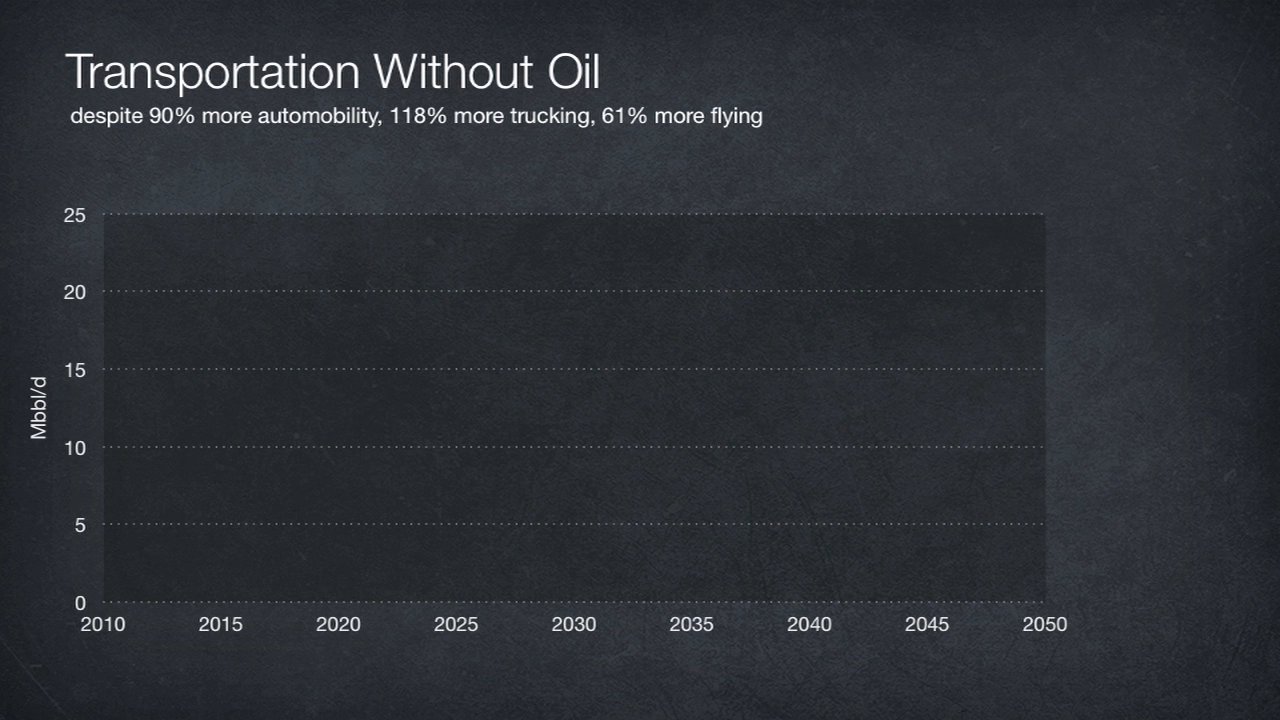 Transportation Without Oil
despite 90% more automobility, 118% more trucking, 61% more flying
25
20
15
10
5
0
Mbbl/d
2010 2015 2020 2025 2030 2035 2040 2045 2050